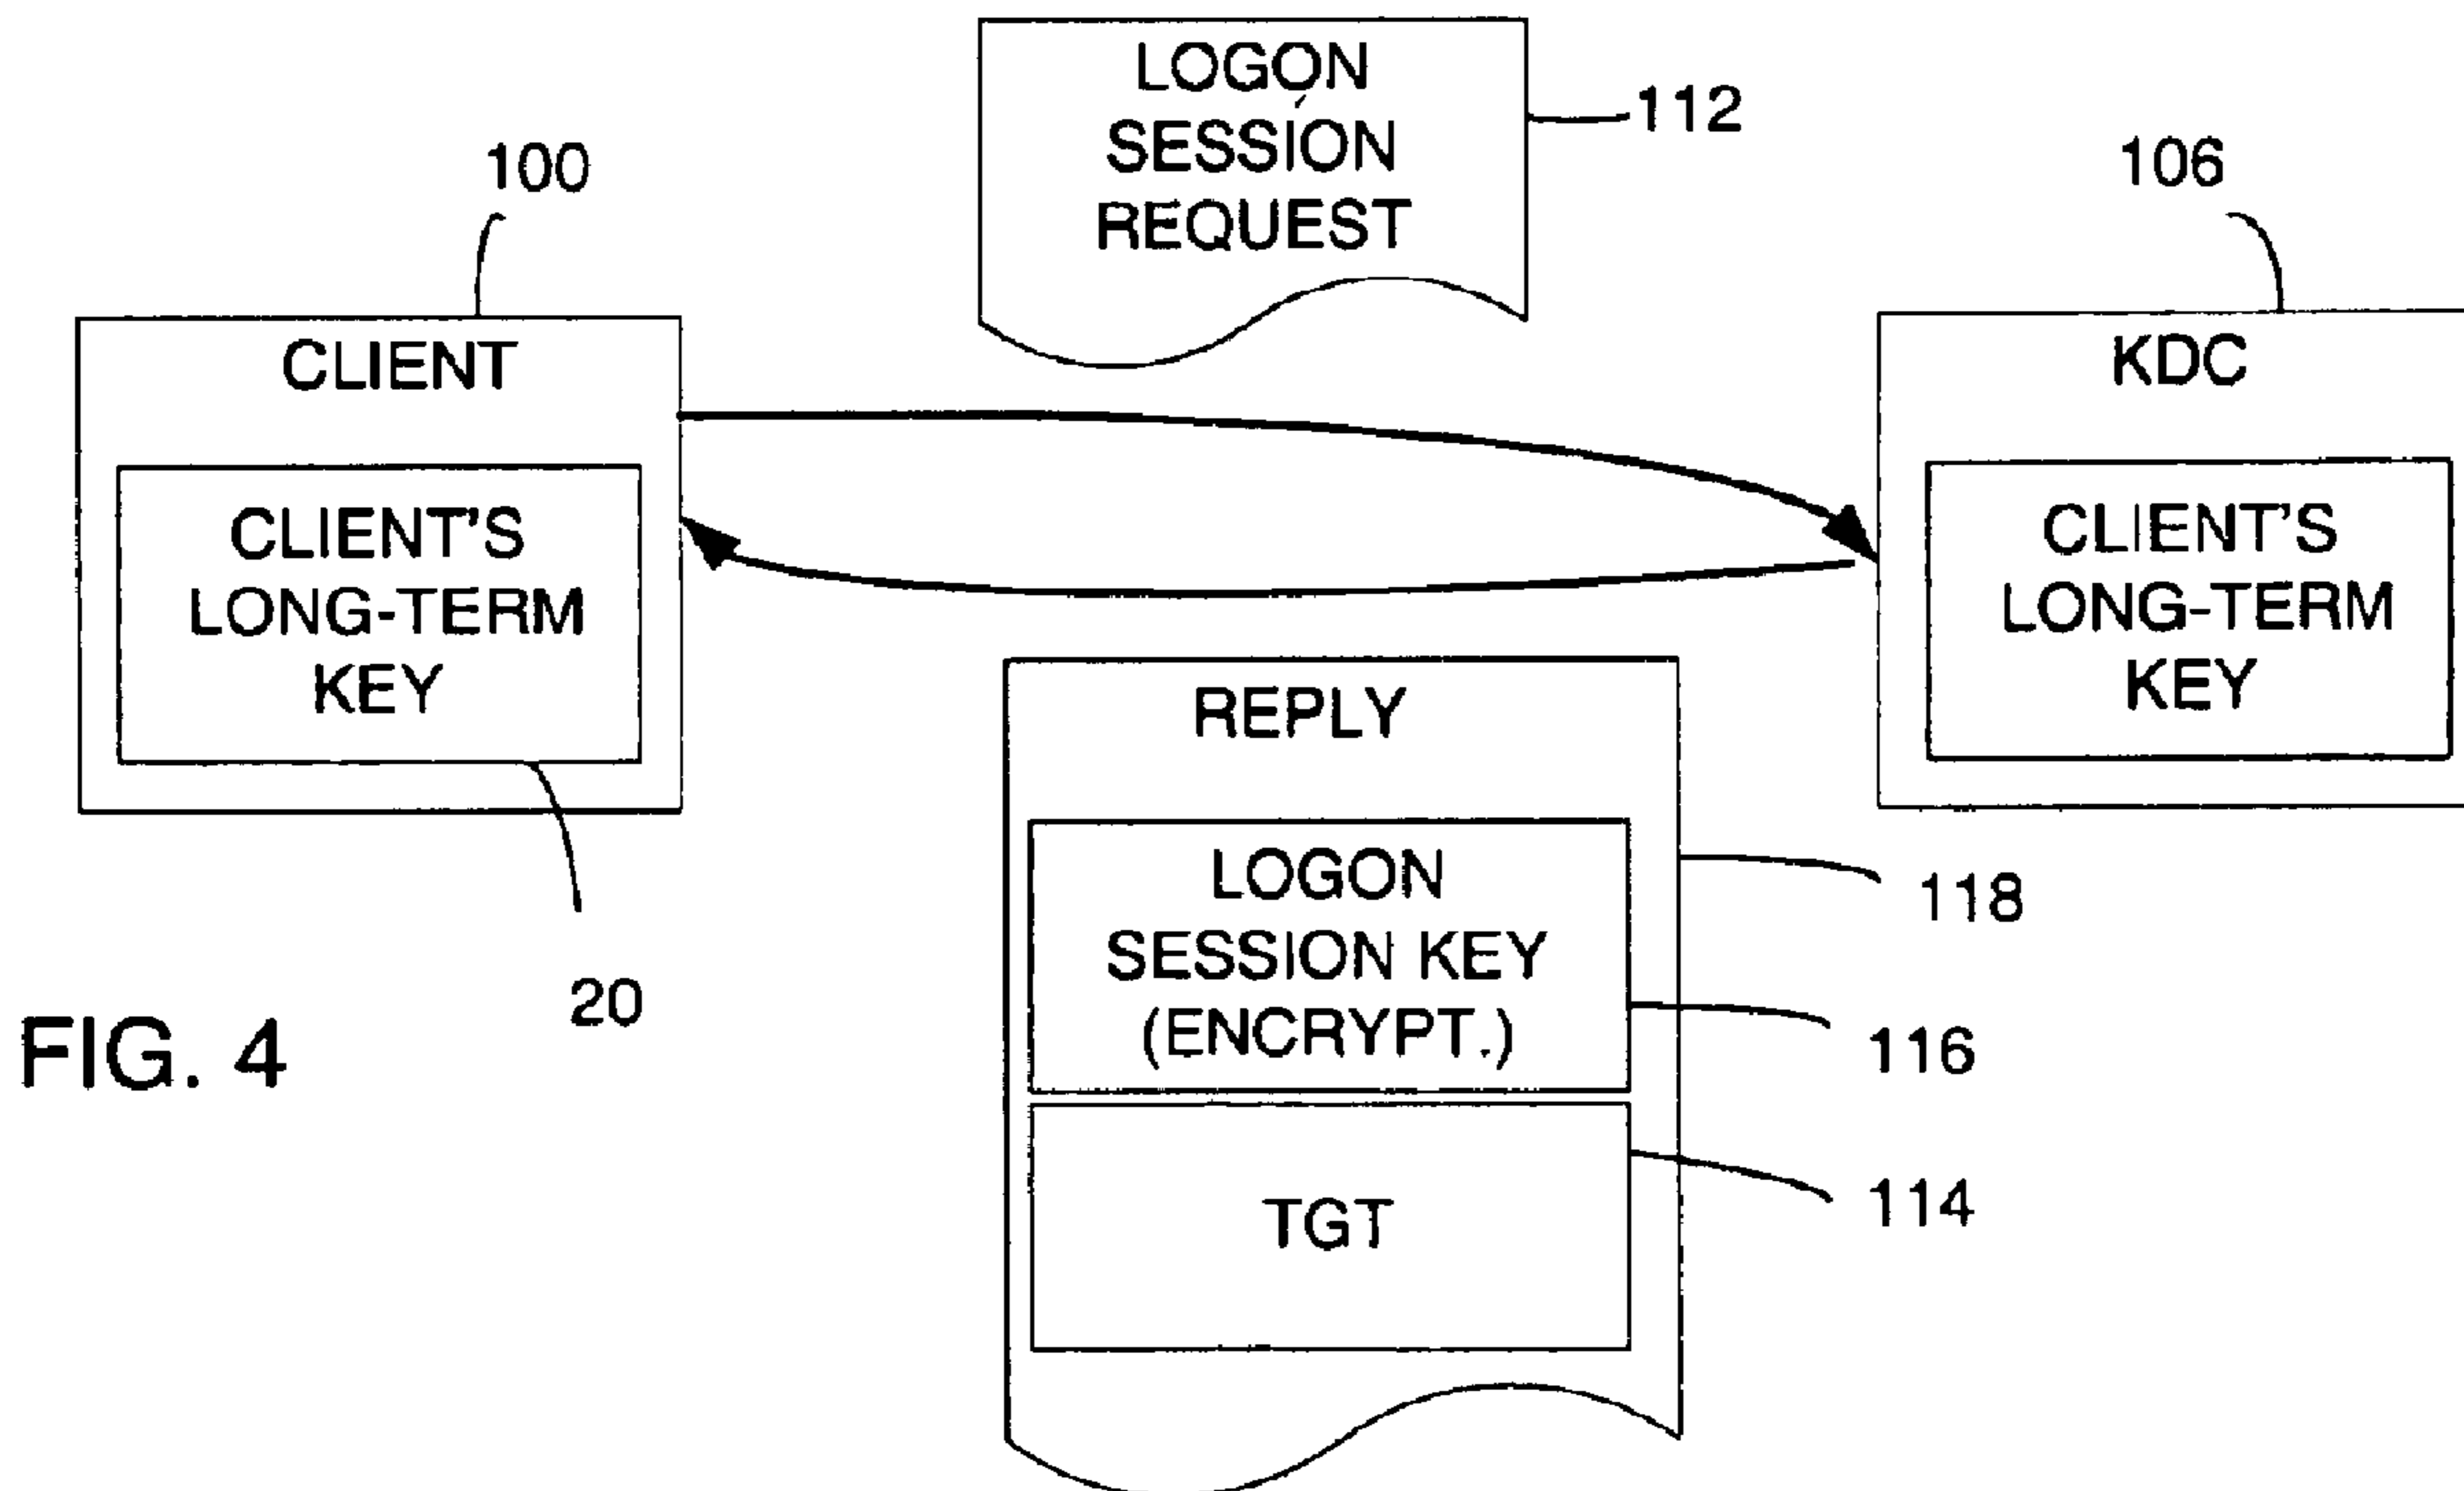 LOGON
SESSION
REQUEST
112
100
106
CLIENT
CLIENT'S
LONG-TERM
KEY
20
KDC
CLIENT'S
LONG-TERM
KEY
REPLY
LOGON
SESSION KEY
(ENCRYPT.)
TGT
118
116
114
FIG. 4